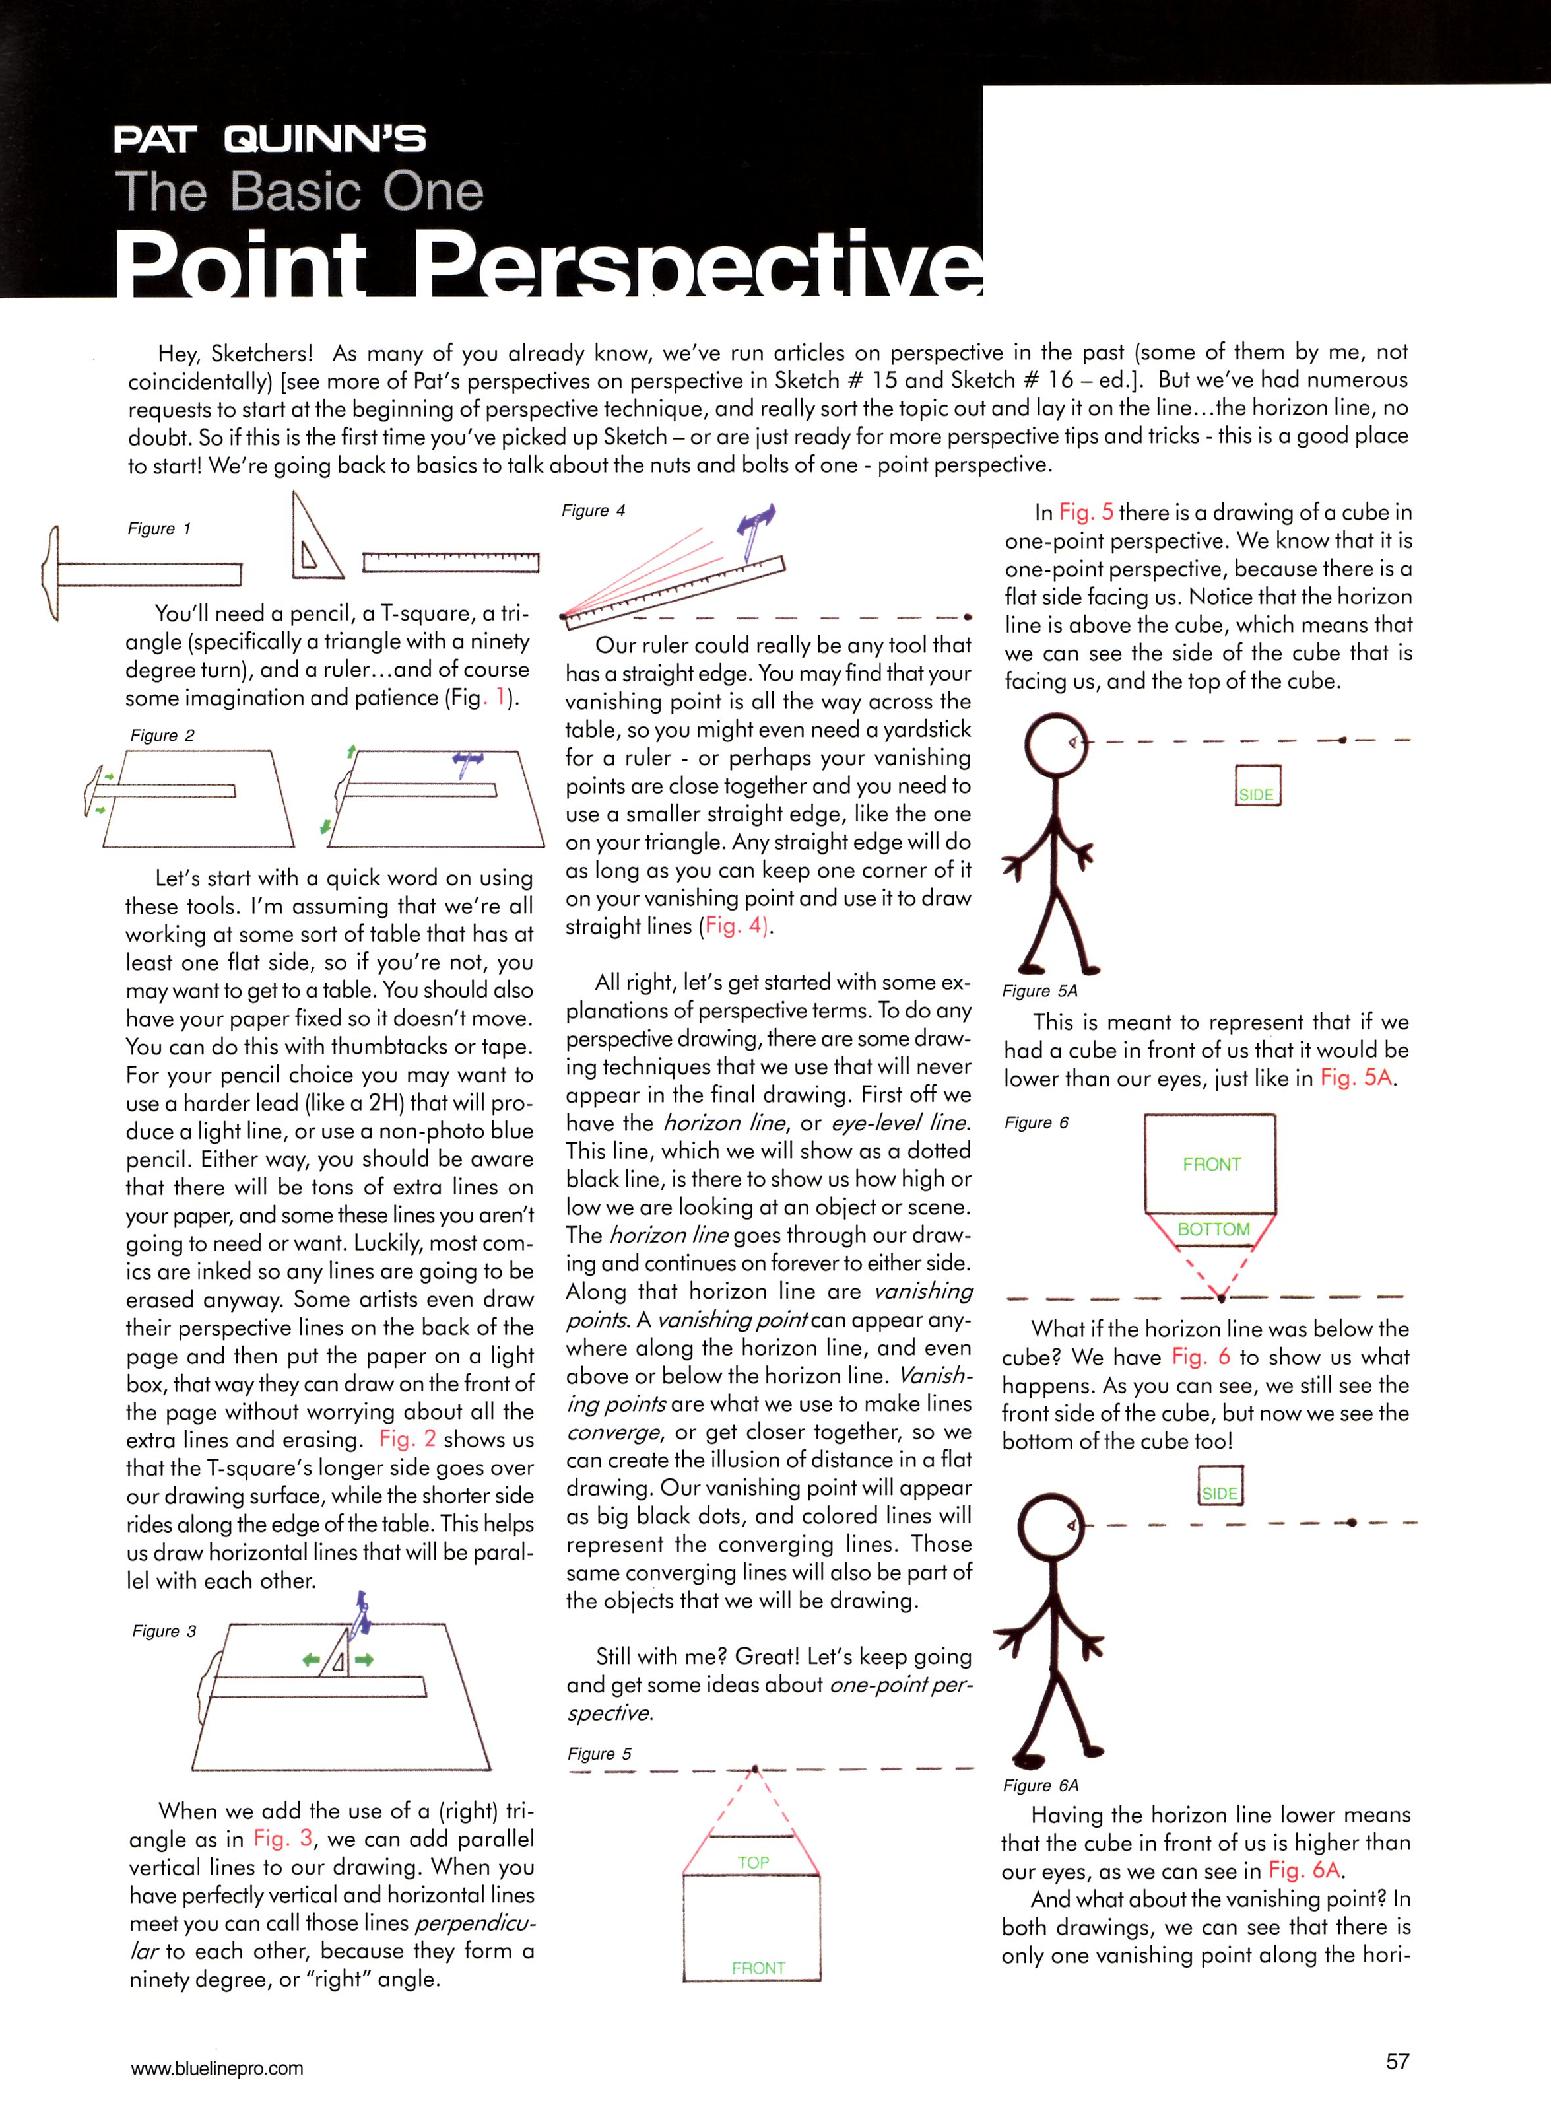 PAT QUINN'S
The Basic One
Point Perspective
Hey, Sketchers! As many of you already know, we've run articles on perspective in the past (some of them by me, not
coincidentally) [see more of Pat's perspectives on perspective in Sketch # 15 and Sketch # 16 – ed.]. But we've had numerous
requests to start at the beginning of perspective technique, and really sort the topic out and lay it on the line...the horizon line, no
doubt. So if this is the first time you've picked up Sketch – or are just ready for more perspective tips and tricks - this is a good place
to start! We're going back to basics to talk about the nuts and bolts of one - point perspective.
Figure 1
You'll need a pencil, a T-square, a tri-
angle (specifically a triangle with a ninety
degree turn), and a ruler...and of course
some imagination and patience (Fig. 1).
Figure 2
Let's start with a quick word on using
these tools. I'm assuming that we're all
working at some sort of table that has at
least one flat side, so if you're not, you
may want to get to a table. You should also
have your paper fixed so it doesn't move.
You can do this with thumbtacks or tape.
For your pencil choice you may want to
use a harder lead (like a 2H) that will pro-
duce a light line, or use a non-photo blue
pencil. Either way, you should be aware
that there will be tons of extra lines on
your paper, and some these lines you aren't
going to need or want. Luckily, most com-
ics are inked so any lines are going to be
erased anyway. Some artists even draw
their perspective lines on the back of the
page and then put the paper on a light
box, that way they can draw on the front of
the page without worrying about all the
extra lines and erasing. Fig. 2 shows us
that the T-square's longer side goes over
our drawing surface, while the shorter side
rides along the edge of the table. This helps
us draw horizontal lines that will be paral-
lel with each other.
Figure 3
When we add the use of a (right) tri-
angle as in Fig. 3, we can add parallel
vertical lines to our drawing. When you
have perfectly vertical and horizontal lines
meet you can call those lines perpendicu-
lar to each other, because they form a
ninety degree, or "right" angle.
Figure 4
Our ruler could really be any tool that
has a straight edge. You may find that your
vanishing point is all the way across the
table, so you might even need a yardstick
for a ruler - or perhaps your vanishing
points are close together and you need to
use a smaller straight edge, like the one
on your triangle. Any straight edge will do
as long as you can keep one corner of it
on your vanishing point and use it to draw
straight lines (Fig. 4).
All right, let's get started with some ex-
planations of perspective terms. To do any
perspective drawing, there are some draw-
ing techniques that we use that will never
appear in the final drawing. First off we
have the horizon line, or eye-level line.
This line, which we will show as a dotted
black line, is there to show us how high or
low we are looking at an object or scene.
The horizon line goes through our draw-
ing and continues on forever to either side.
Along that horizon line are vanishing
points. A vanishing point can appear any-
where along the horizon line, and even
above or below the horizon line. Vanish-
ing points are what we use to make lines
converge, or get closer together, so we
can create the illusion of distance in a flat
drawing. Our vanishing point will appear
as big black dots, and colored lines will
represent the converging lines. Those
same converging lines will also be part of
the objects that we will be drawing.
Still with me? Great! Let's keep going
and get some ideas about one-point per-
spective.
Figure 5
TOP
FRONT
In Fig. 5 there is a drawing of a cube in
one-point perspective. We know that it is
one-point perspective, because there is a
flat side facing us. Notice that the horizon
line is above the cube, which means that
we can see the side of the cube that is
facing us, and the top of the cube.
SIDE
Figure 5A
This is meant to represent that if we
had a cube in front of us that it would be
lower than our eyes, just like in Fig. 5A.
Figure 6
FRONT
BOTTOM
What if the horizon line was below the
cube? We have Fig. 6 to show us what
happens. As you can see, we still see the
front side of the cube, but now we see the
bottom of the cube too!
SIDE
Figure 6A
Having the horizon line lower means
that the cube in front of us is higher than
our eyes, as we can see in Fig. 6A.
And what about the vanishing point? In
both drawings, we can see that there is
only one vanishing point along the hori-
www.bluelinepro.com
57